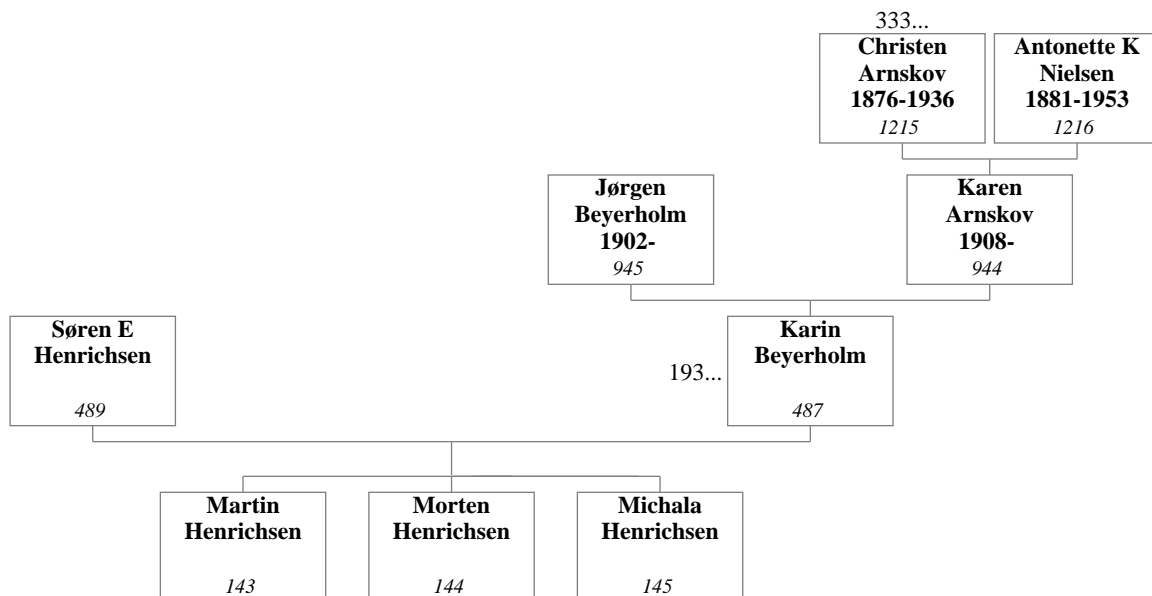 333...
Christen
Arnskov
1876-1936
1215
Antonette K
Nielsen
1881-1953
1216
Jørgen
Beyerholm
1902-
945
Karen
Arnskov
1908-
944
Søren E
Henrichsen
489
193...
Karin
Beyerholm
487
Martin
Henrichsen
143
Morten
Henrichsen
144
Michala
Henrichsen
145